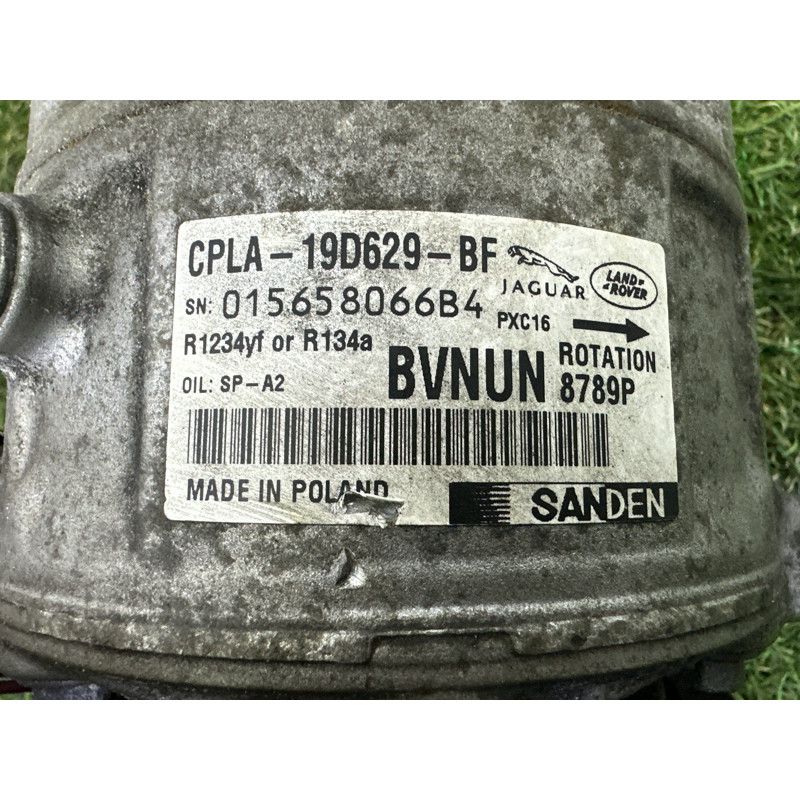 CPLA-19D629-BF
JAGUAR
LAND-
ROVER
SN: 015658066B4
PXC16
R1234yf or R134a
BVNUN
ROTATION
OIL: SP-A2
8789P
MADE IN POLAND
SANDEN